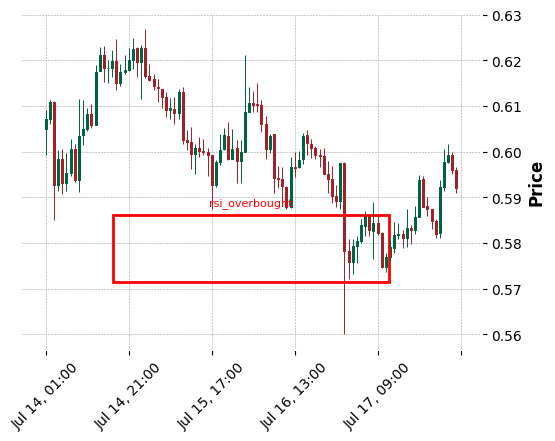 0.63
0.62
0.61
0.60
0.59
0.58
0.57
0.56
Price
rsi_overbought
Jul 14, 01:00
Jul 14, 21:00
Jul 15, 17:00
Jul 16, 13:00
Jul 17, 09:00